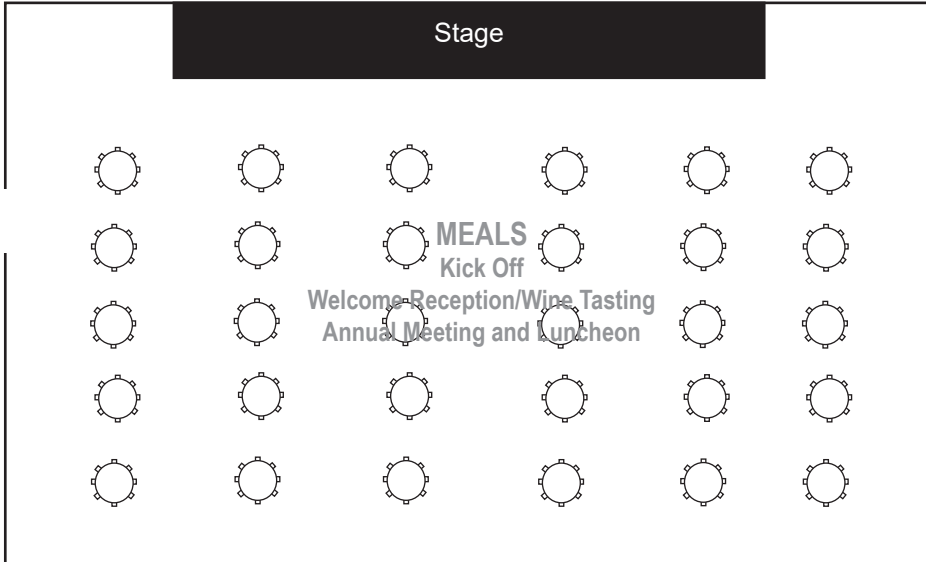 Stage
MEALS
Kick Off
Welcome Reception/Wine Tasting
Annual Meeting and Luncheon